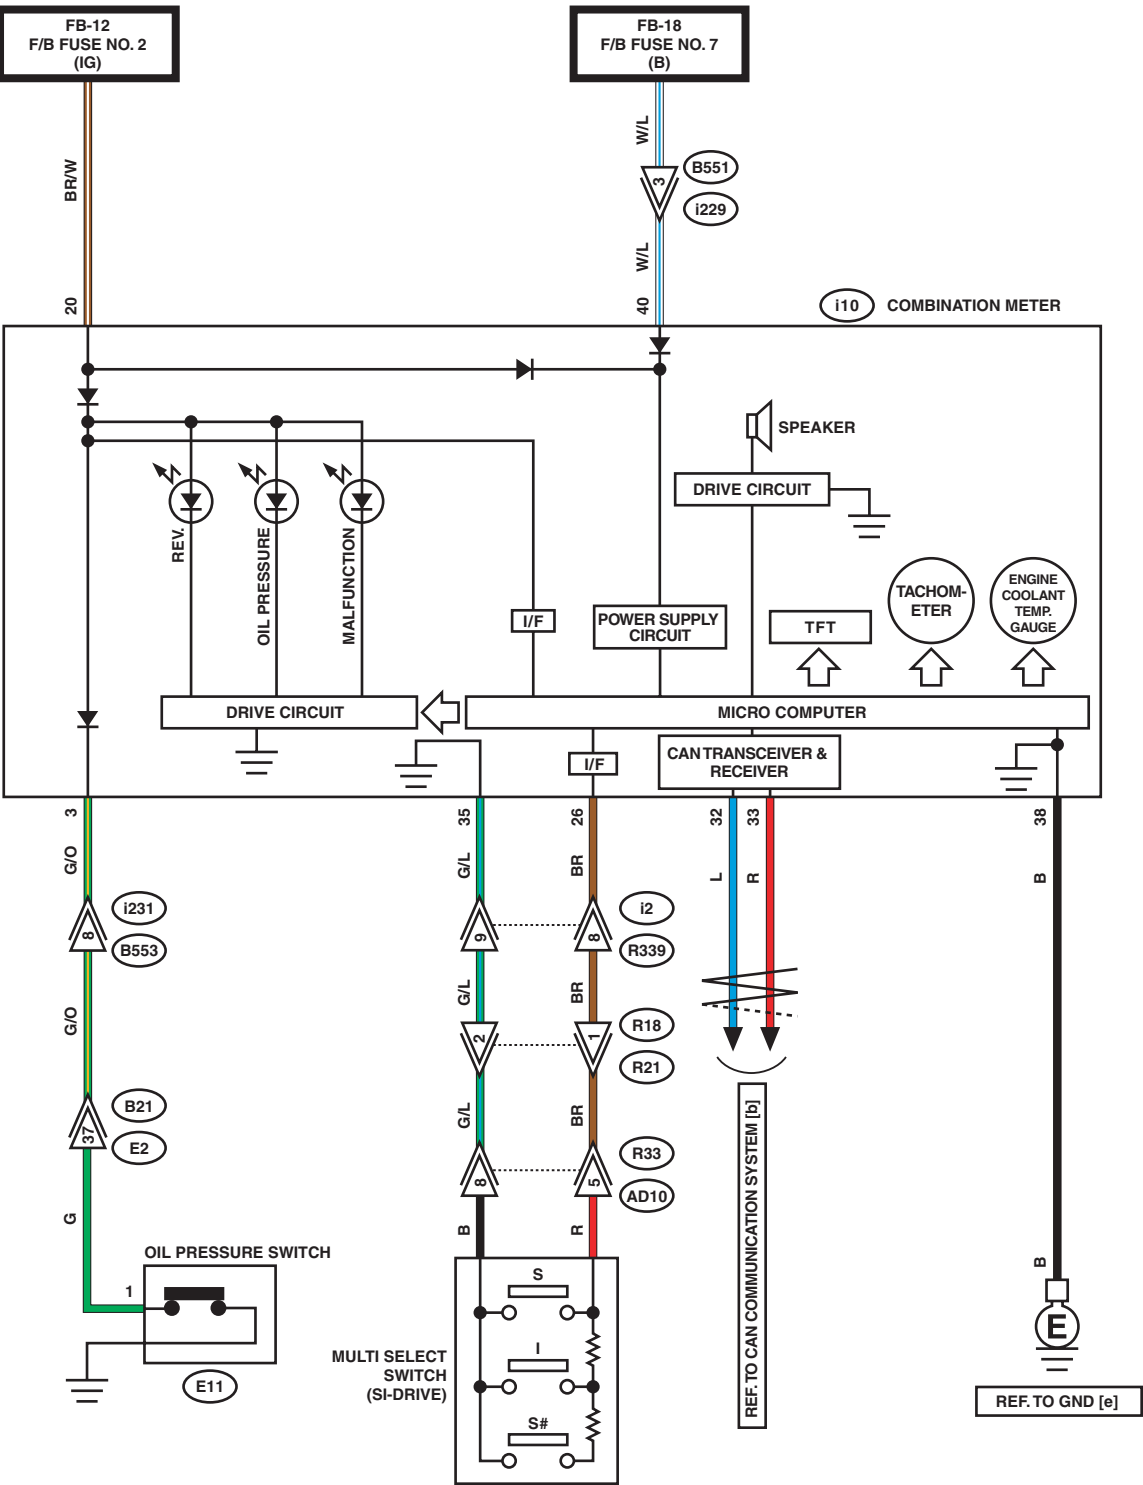 FB-12
F/B FUSE NO. 2
(IG)
FB-18
F/B FUSE NO. 7
(B)
BR/W
W/L
3
B551
i229
W/L
20
40
i10
COMBINATION METER
SPEAKER
DRIVE CIRCUIT
REV.
OIL PRESSURE
MALFUNCTION
I/F
POWER SUPPLY
CIRCUIT
TFT
TACHOM-
ETER
ENGINE
COOLANT
TEMP.
GAUGE
DRIVE CIRCUIT
MICRO COMPUTER
I/F
CAN TRANSCEIVER &
RECEIVER
3
35
26
32
33
38
G/O
G/L
BR
L
R
B
8
i231
B553
9
8
i2
R339
G/O
G/L
BR
2
1
R18
R21
37
B21
E2
G/L
BR
8
5
R33
AD10
G
B
R
OIL PRESSURE SWITCH
1
E11
MULTI SELECT
SWITCH
(SI-DRIVE)
S
I
S#
REF. TO CAN COMMUNICATION SYSTEM [b]
B
E
REF. TO GND [e]